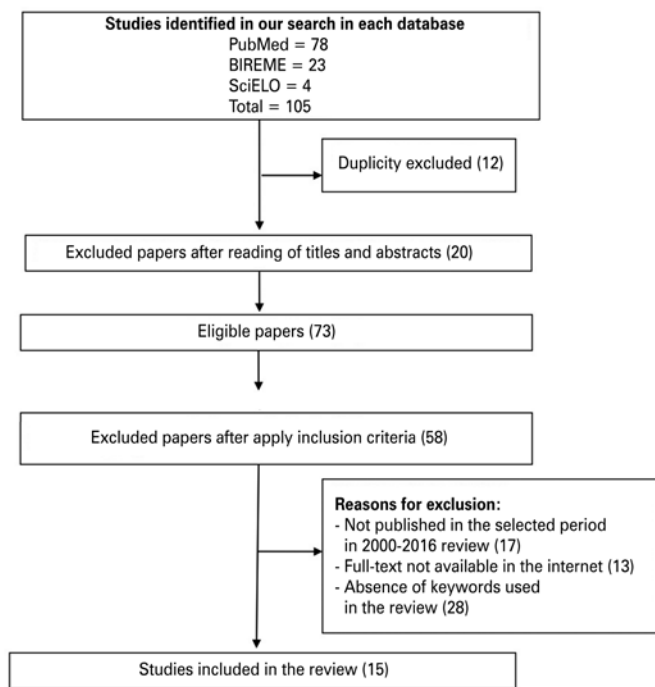 Studies identified in our search in each database
PubMed = 78
BIREME = 23
SciELO = 4
Total = 105
Duplicity excluded (12)
Excluded papers after reading of titles and abstracts (20)
Eligible papers (73)
Excluded papers after apply inclusion criteria (58)
Reasons for exclusion:
- Not published in the selected period
in 2000-2016 review (17)
- Full-text not available in the internet (13)
- Absence of keywords used
in the review (28)
Studies included in the review (15)